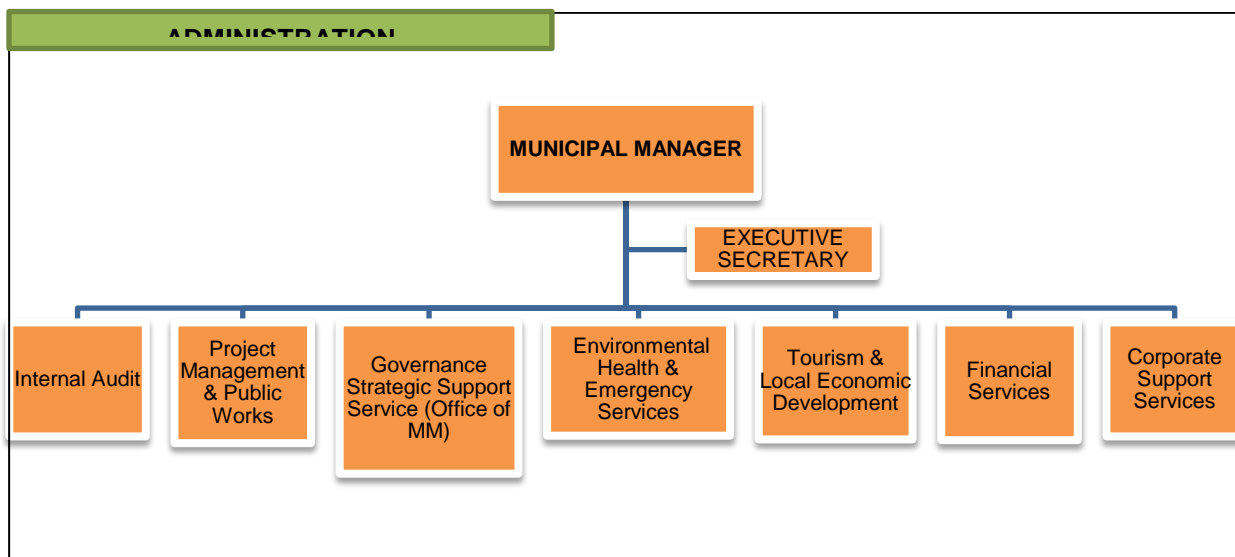 ADMINISTRATION
MUNICIPAL MANAGER
EXECUTIVE
SECRETARY
Internal Audit
Project
Management
& Public
Works
Governance
Strategic Support
Service (Office of
MM)
Environmental
Health &
Emergency
Services
Tourism &
Local Economic
Development
Financial
Services
Corporate
Support
Services